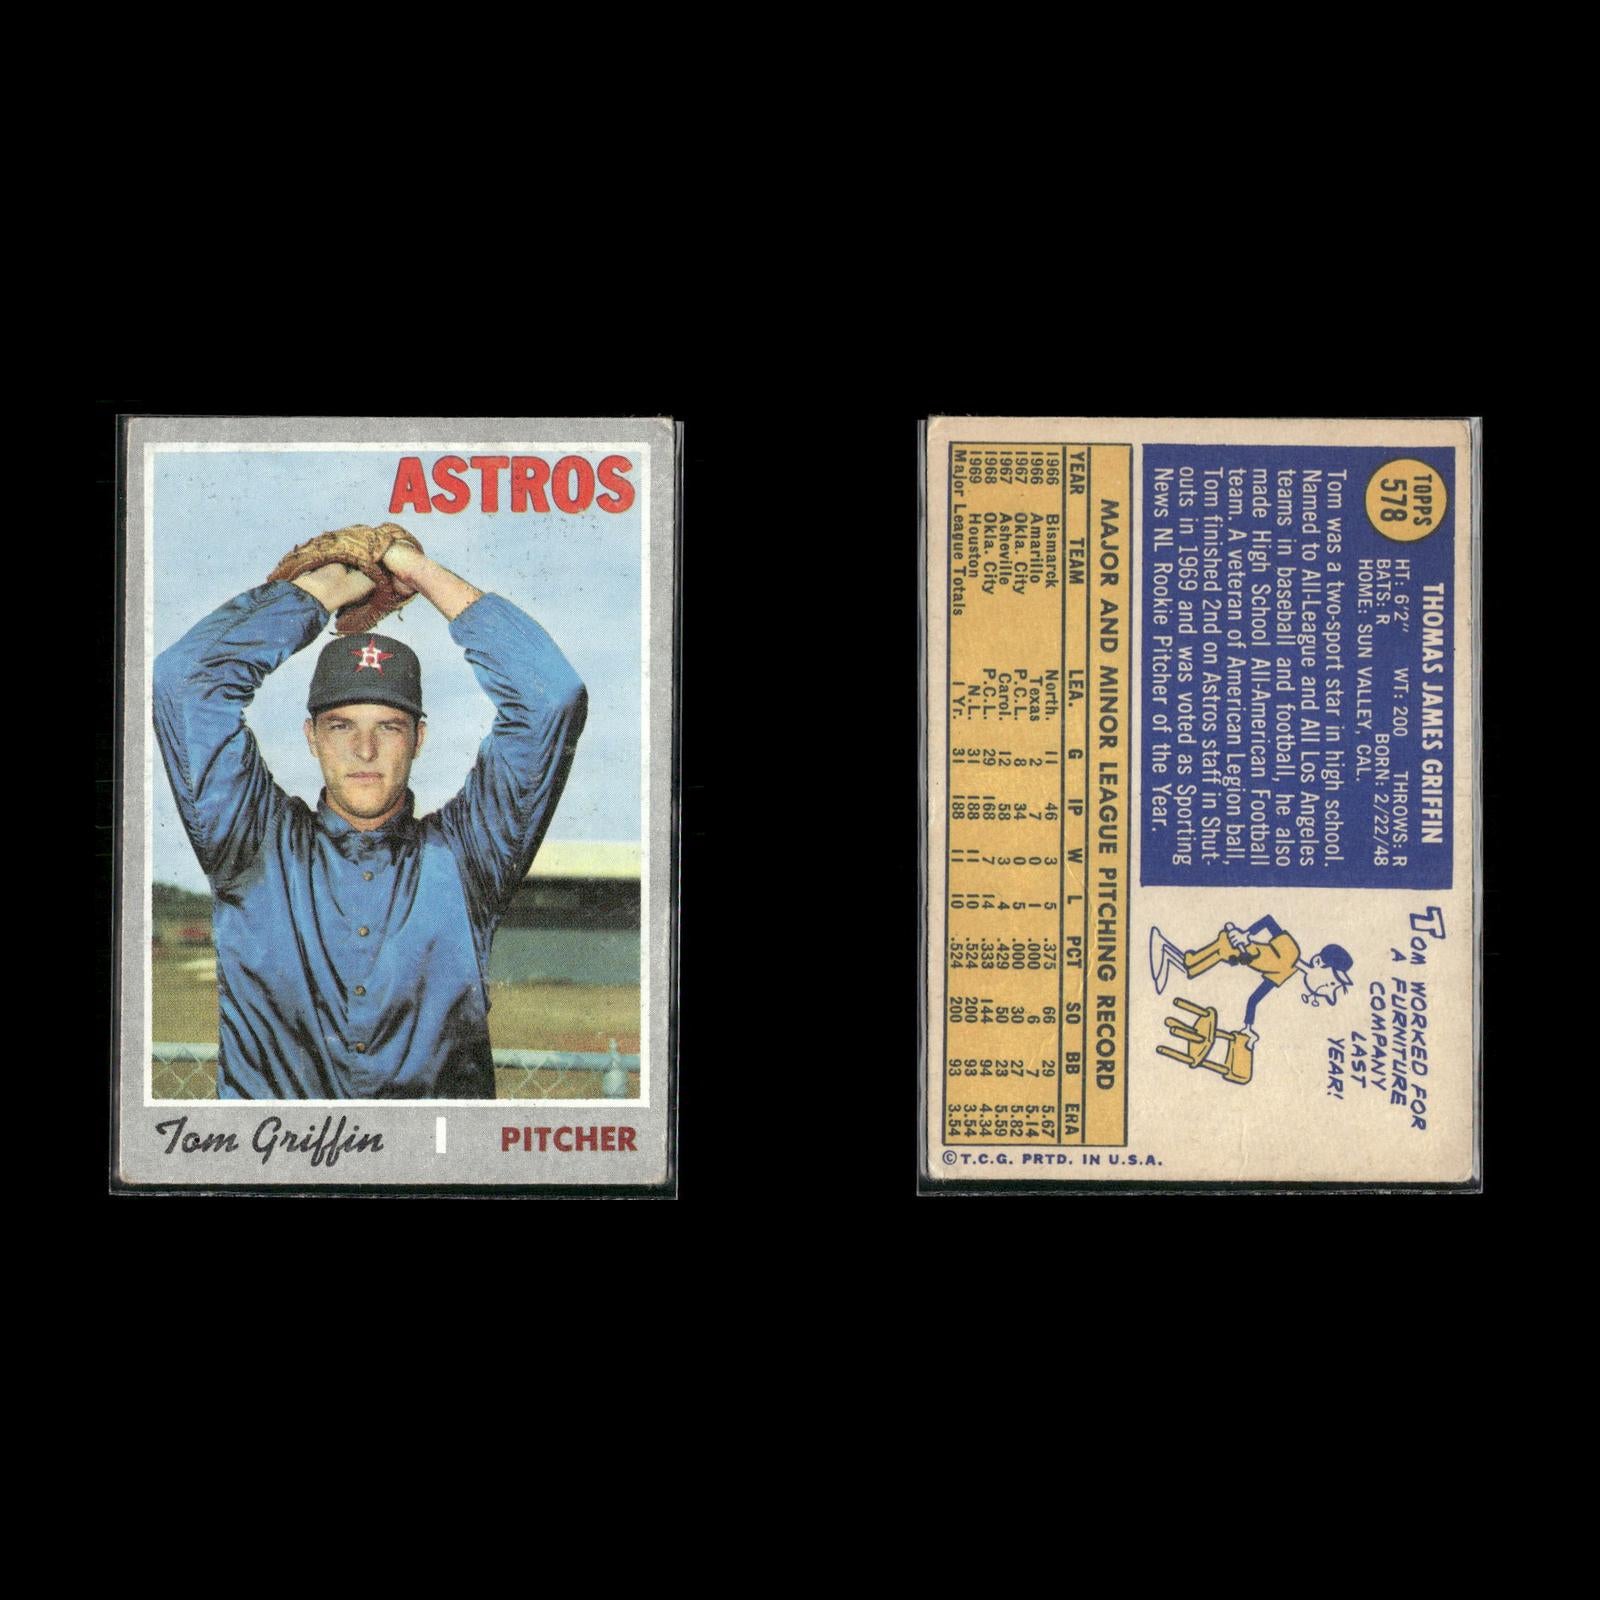 ASTROS
H
Tom Griffin
PITCHER
TOPPS
578
THOMAS JAMES GRIFFIN
HT: 6'2" WT: 200 THROWS: R
BATS: R BORN: 2/22/48
HOME: SUN VALLEY, CAL.
Tom was a two-sport star in high school.
Named to All-League and All Los Angeles
teams in baseball and football, he also
made High School All-American Football
team. A veteran of American Legion ball,
Tom finished 2nd on Astros staff in Shut-
outs in 1969 and was voted as Sporting
News NL Rookie Pitcher of the Year.
TOM WORKED FOR
A FURNITURE
COMPANY
LAST
YEAR!
MAJOR AND MINOR LEAGUE PITCHING RECORD
YEAR TEAM LEA. G IP W L PCT SO BB ERA
1966 Bismarck North. 11 46 3 5 .375 66 29 5.67
1966 Amarillo Texas 2 7 0 1 .000 6 7 5.14
1967 Okla. City P.C.L. 8 34 0 5 .000 30 27 5.82
1967 Asheville Carol. 12 58 3 4 .429 50 23 5.59
1968 Okla. City P.C.L. 29 168 7 14 .333 144 94 4.34
1969 Houston N.L. 31 188 11 10 .524 200 93 3.54
Major League Totals 1 Yr. 31 188 11 10 .524 200 93 3.54
©T.C.G. PRTD. IN U.S.A.